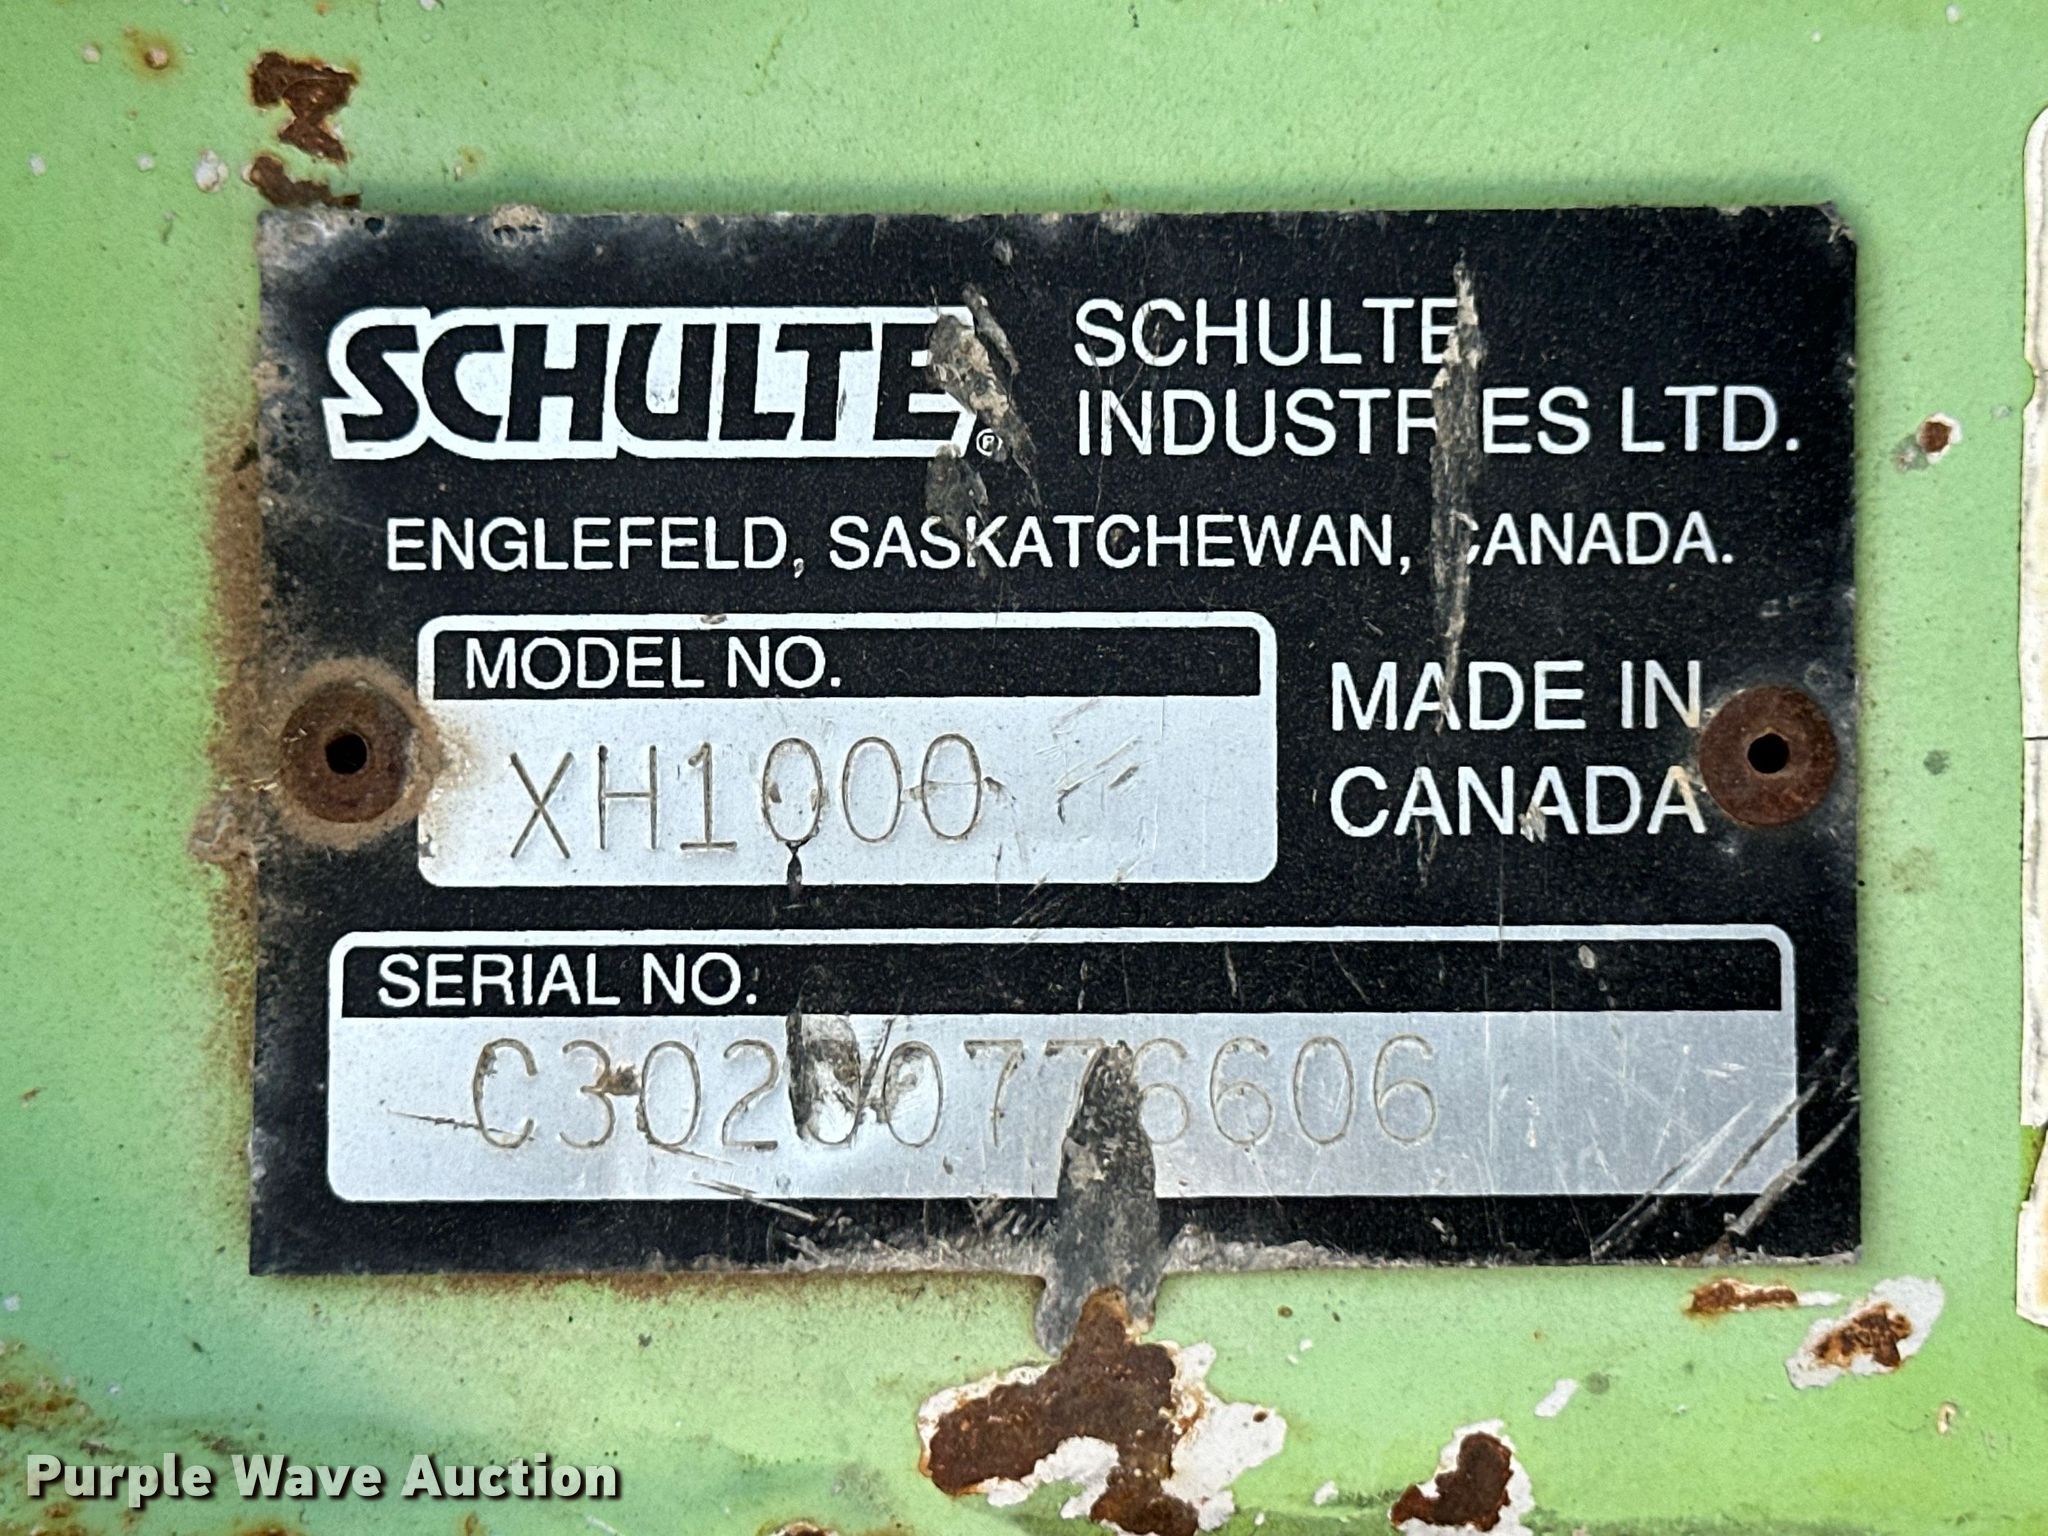 SCHULTE®
SCHULTE
INDUSTRIES LTD.
ENGLEFELD, SASKATCHEWAN, CANADA.
MODEL NO.
XH1000
MADE IN
CANADA
SERIAL NO.
Purple Wave Auction